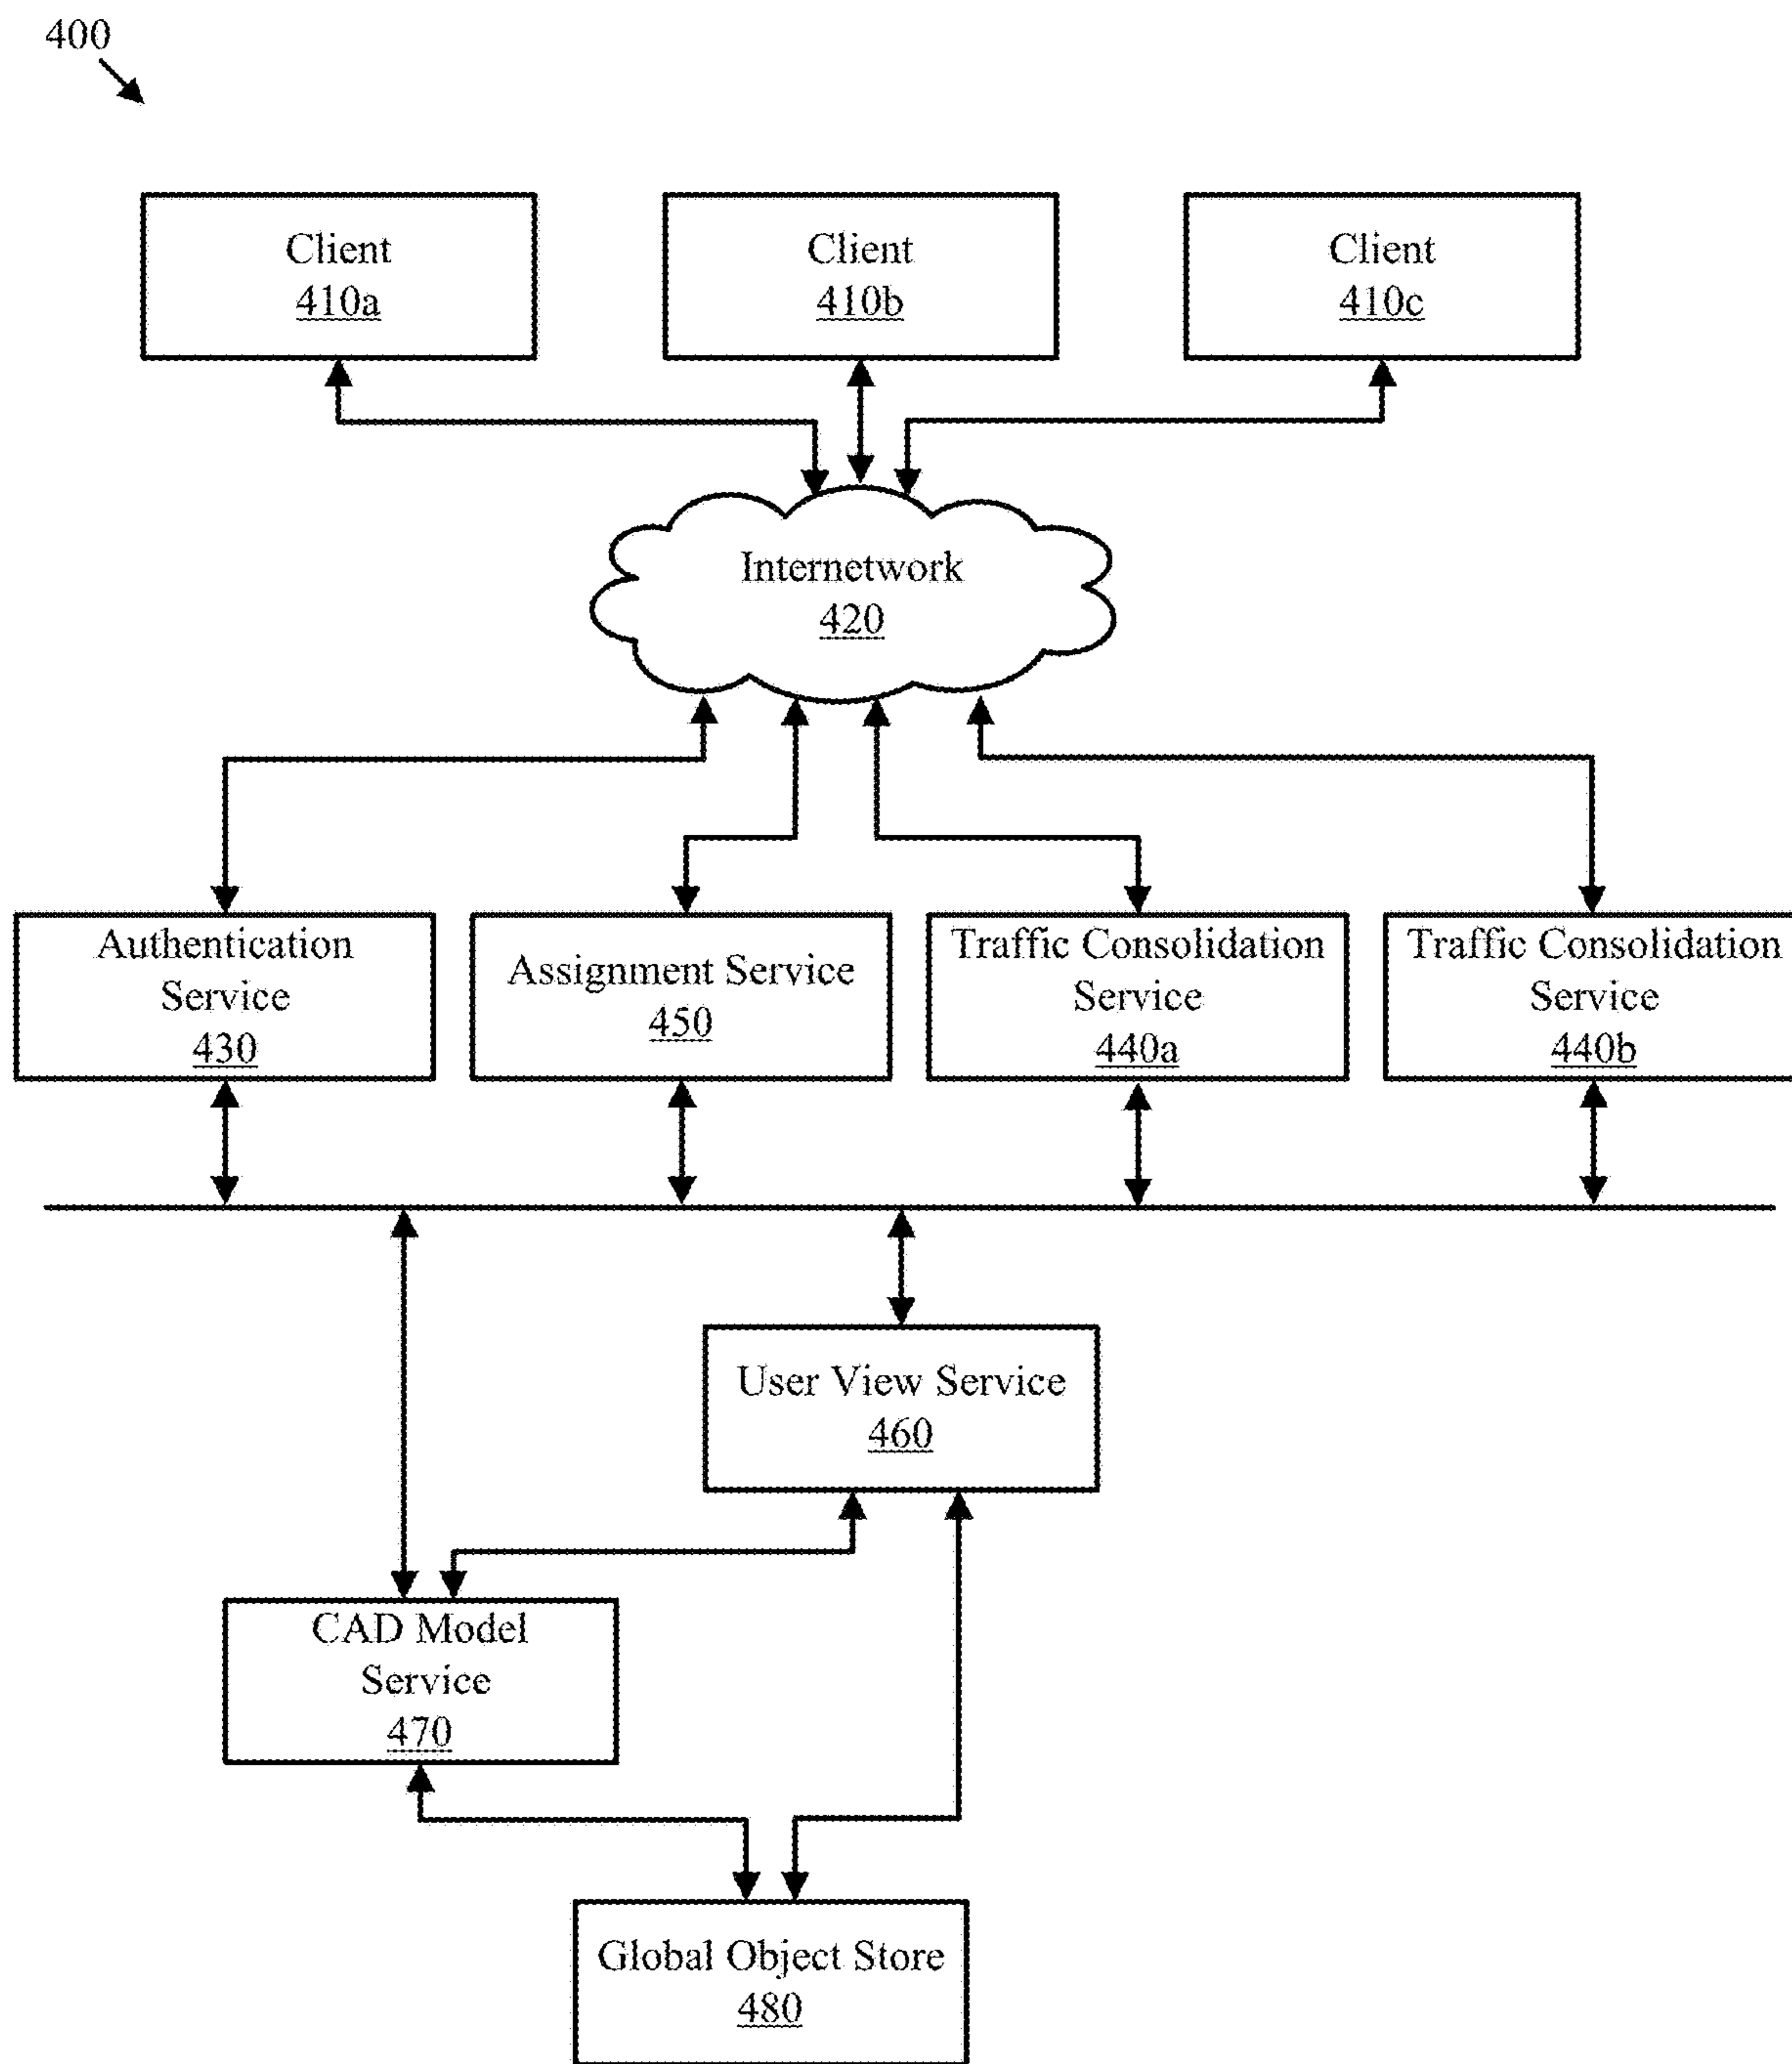 400
Client
410a
Client
410b
Client
410c
Internetwork
420
Authentication
Service
430
Assignment Service
450
Traffic Consolidation
Service
440a
Traffic Consolidation
Service
440b
User View Service
460
CAD Model
Service
470
Global Object Store
480